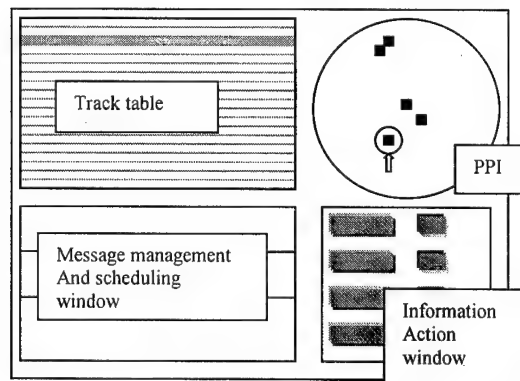 Track table
PPI
Message management
And scheduling
window
Information
Action
window